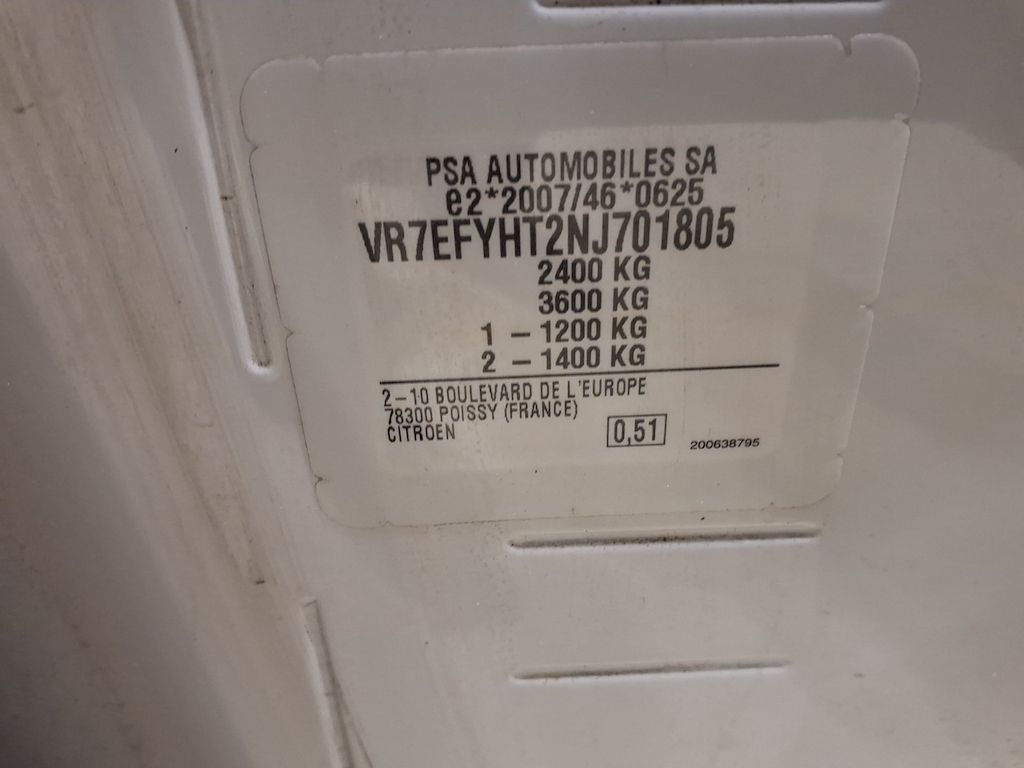 PSA AUTOMOBILES SA
e2*2007/46*0625
VR7EFYHT2NJ701805
2400 KG
3600 KG
1 – 1200 KG
2 – 1400 KG
2–10 BOULEVARD DE L'EUROPE
78300 POISSY (FRANCE)
CITROEN
0,51
200638795